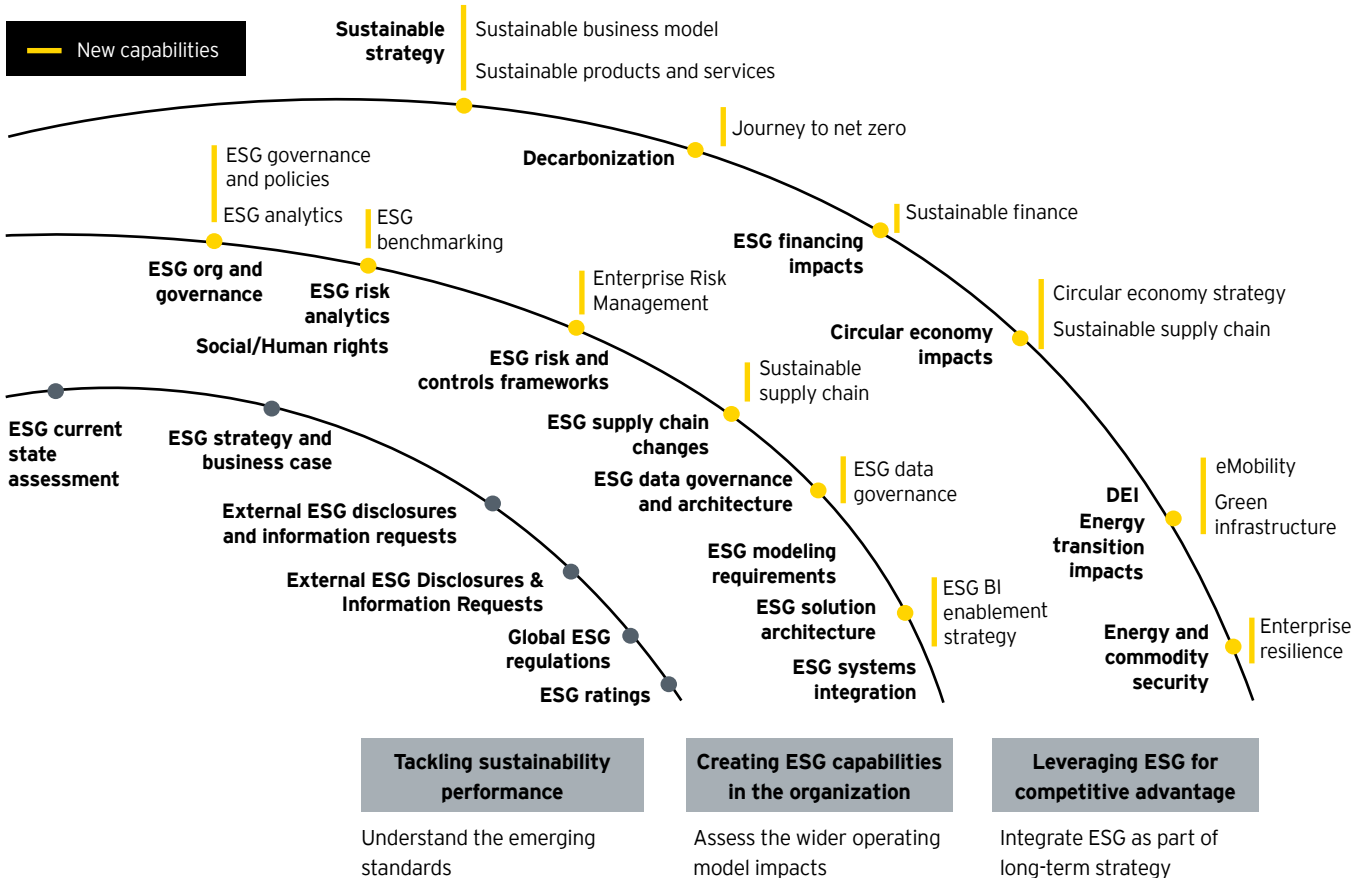 New capabilities
Sustainable
strategy
Sustainable business model
Sustainable products and services
Decarbonization
Journey to net zero
ESG financing
impacts
Sustainable finance
Circular economy
impacts
Circular economy strategy
Sustainable supply chain
DEI
Energy
transition
impacts
eMobility
Green
infrastructure
Energy and
commodity
security
Enterprise
resilience
ESG governance
and policies
ESG analytics
ESG org and
governance
ESG
benchmarking
ESG risk
analytics
Social/Human rights
Enterprise Risk
Management
ESG risk and
controls frameworks
Sustainable
supply chain
ESG supply chain
changes
ESG data governance
and architecture
ESG data
governance
ESG modeling
requirements
ESG solution
architecture
ESG BI
enablement
strategy
ESG systems
integration
ESG current
state
assessment
ESG strategy and
business case
External ESG disclosures
and information requests
External ESG Disclosures &
Information Requests
Global ESG
regulations
ESG ratings
Tackling sustainability
performance
Understand the emerging
standards
Creating ESG capabilities
in the organization
Assess the wider operating
model impacts
Leveraging ESG for
competitive advantage
Integrate ESG as part of
long-term strategy